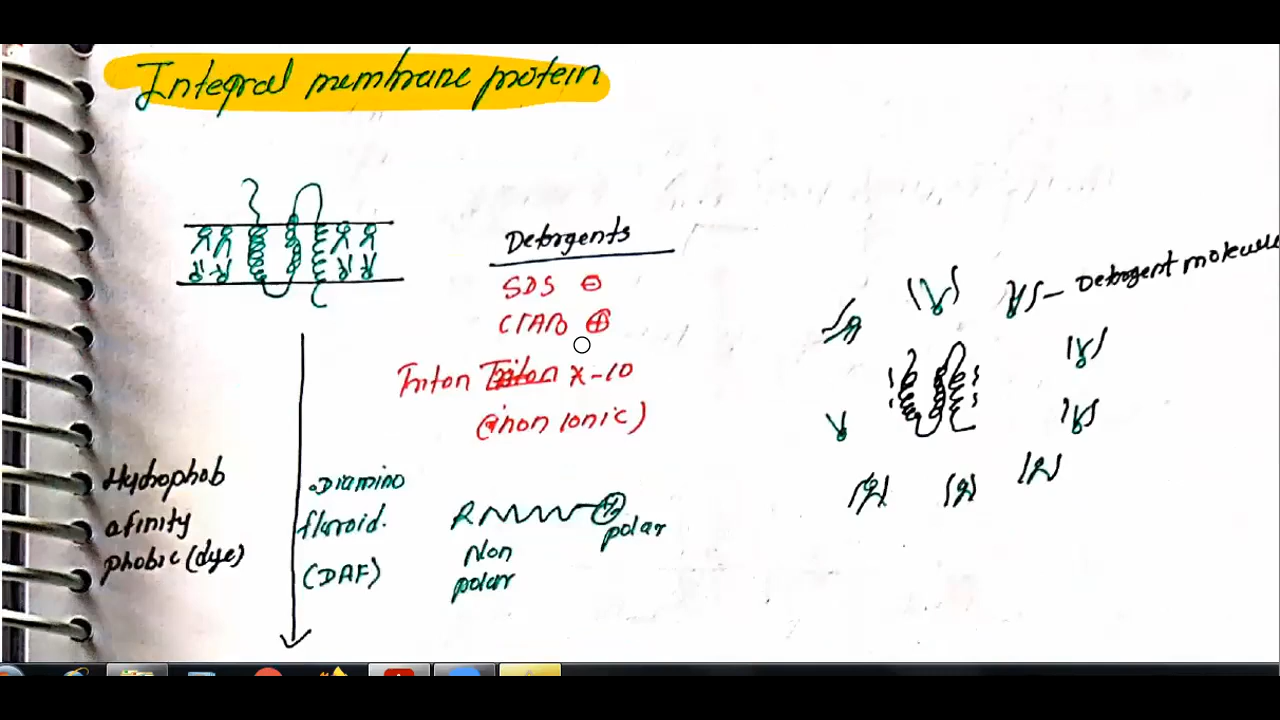 Integral memrane protein
Detergents
SDS ⊖
CTAB ⊕
Triton Triton X-10
(non Ionic)
Detergent molecule
Hydrophob
afinity
phobic (dye)
Diamino
fluroid.
(DAF)
R
polar
Non
polar